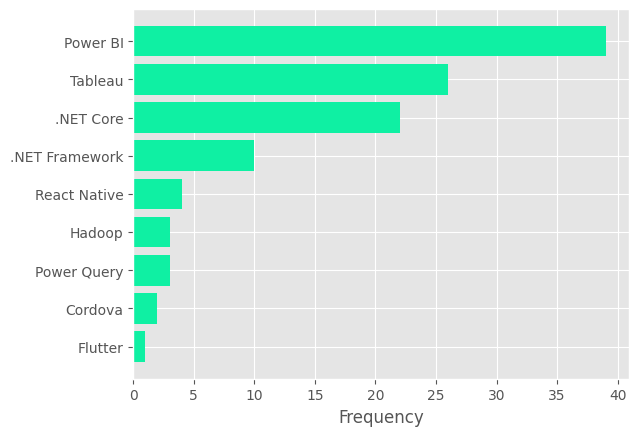 Power BI
Tableau
.NET Core
.NET Framework
React Native
Hadoop
Power Query
Cordova
Flutter
0 5 10 15 20 25 30 35 40
Frequency